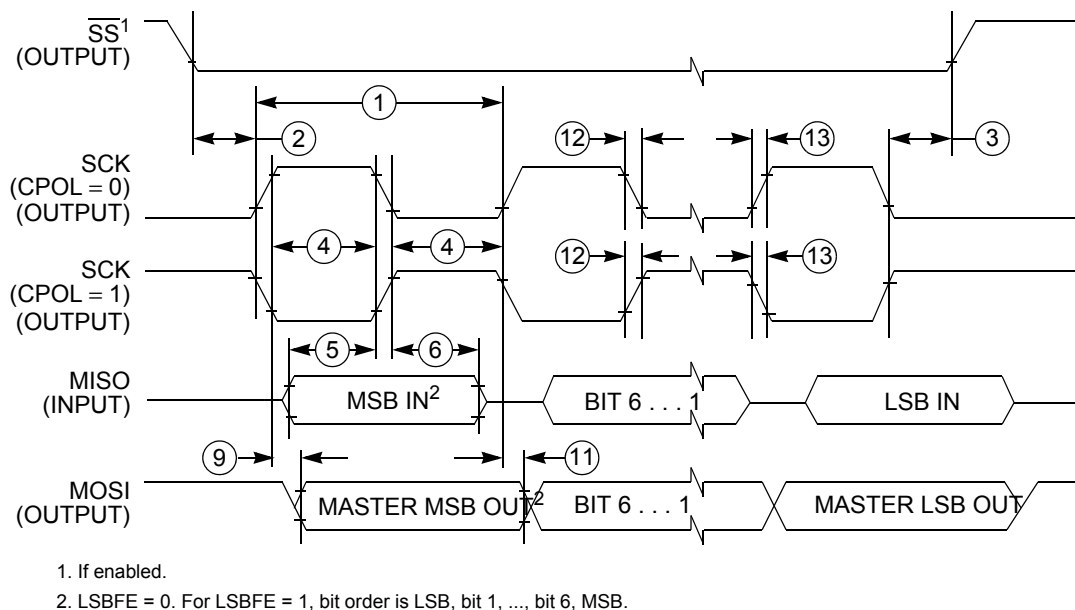 SS1
(OUTPUT)
1
2
12
13
3
SCK
(CPOL = 0)
(OUTPUT)
4
4
12
13
SCK
(CPOL = 1)
(OUTPUT)
5
6
MISO
(INPUT)
MSB IN2
BIT 6 . . . 1
LSB IN
9
11
MOSI
(OUTPUT)
MASTER MSB OUT2
BIT 6 . . . 1
MASTER LSB OUT
1. If enabled.
2. LSBFE = 0. For LSBFE = 1, bit order is LSB, bit 1, ..., bit 6, MSB.